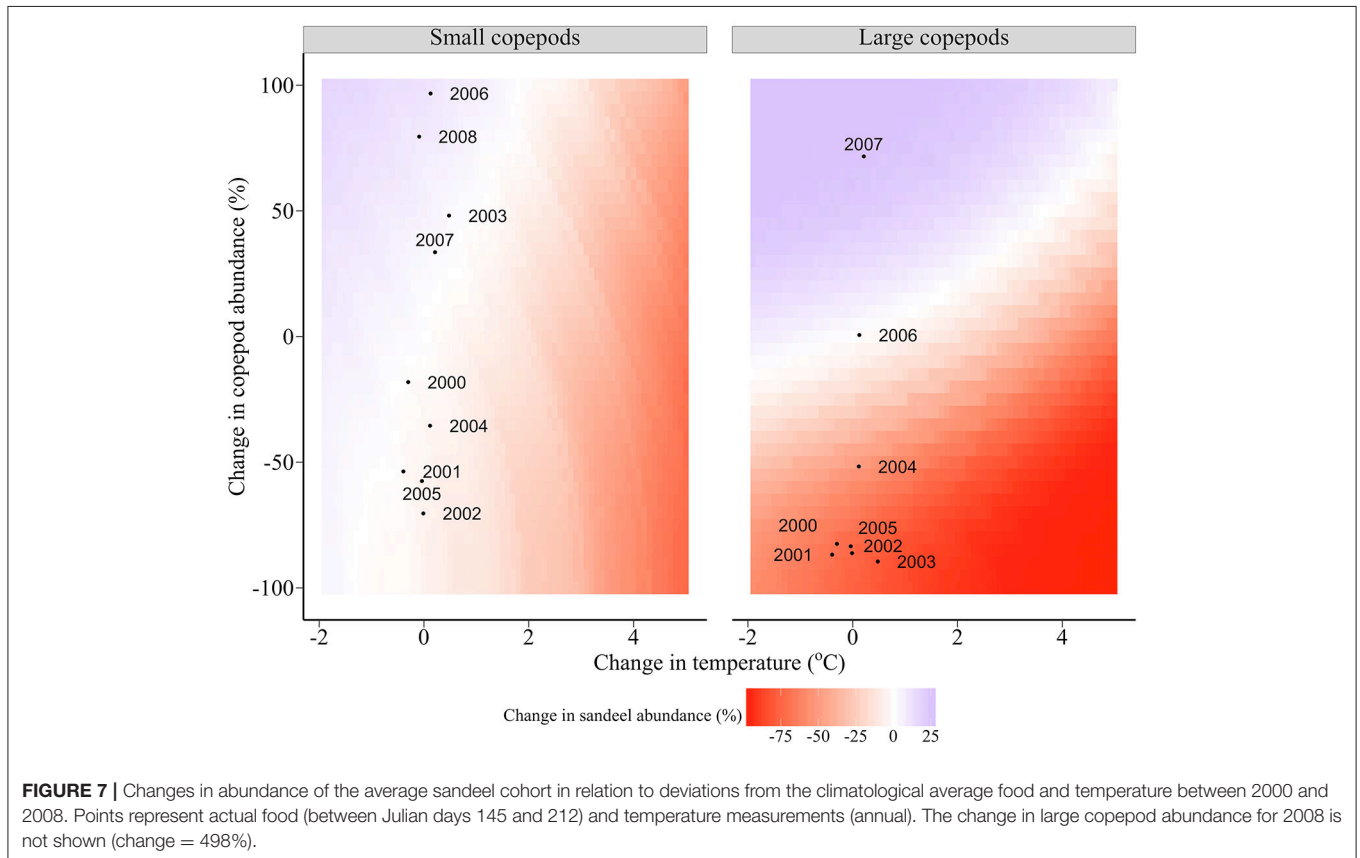 Small copepods
Large copepods
Change in copepod abundance (%)
100
50
0
-50
-100
2006
2008
2003
2007
2000
2004
2001
2005
2002
2007
2006
2004
2000
2005
2002
2001
2003
-2 0 2 4
-2 0 2 4
Change in temperature (°C)
Change in sandeel abundance (%)
-75 -50 -25 0 25
FIGURE 7 | Changes in abundance of the average sandeel cohort in relation to deviations from the climatological average food and temperature between 2000 and
2008. Points represent actual food (between Julian days 145 and 212) and temperature measurements (annual). The change in large copepod abundance for 2008 is
not shown (change = 498%).